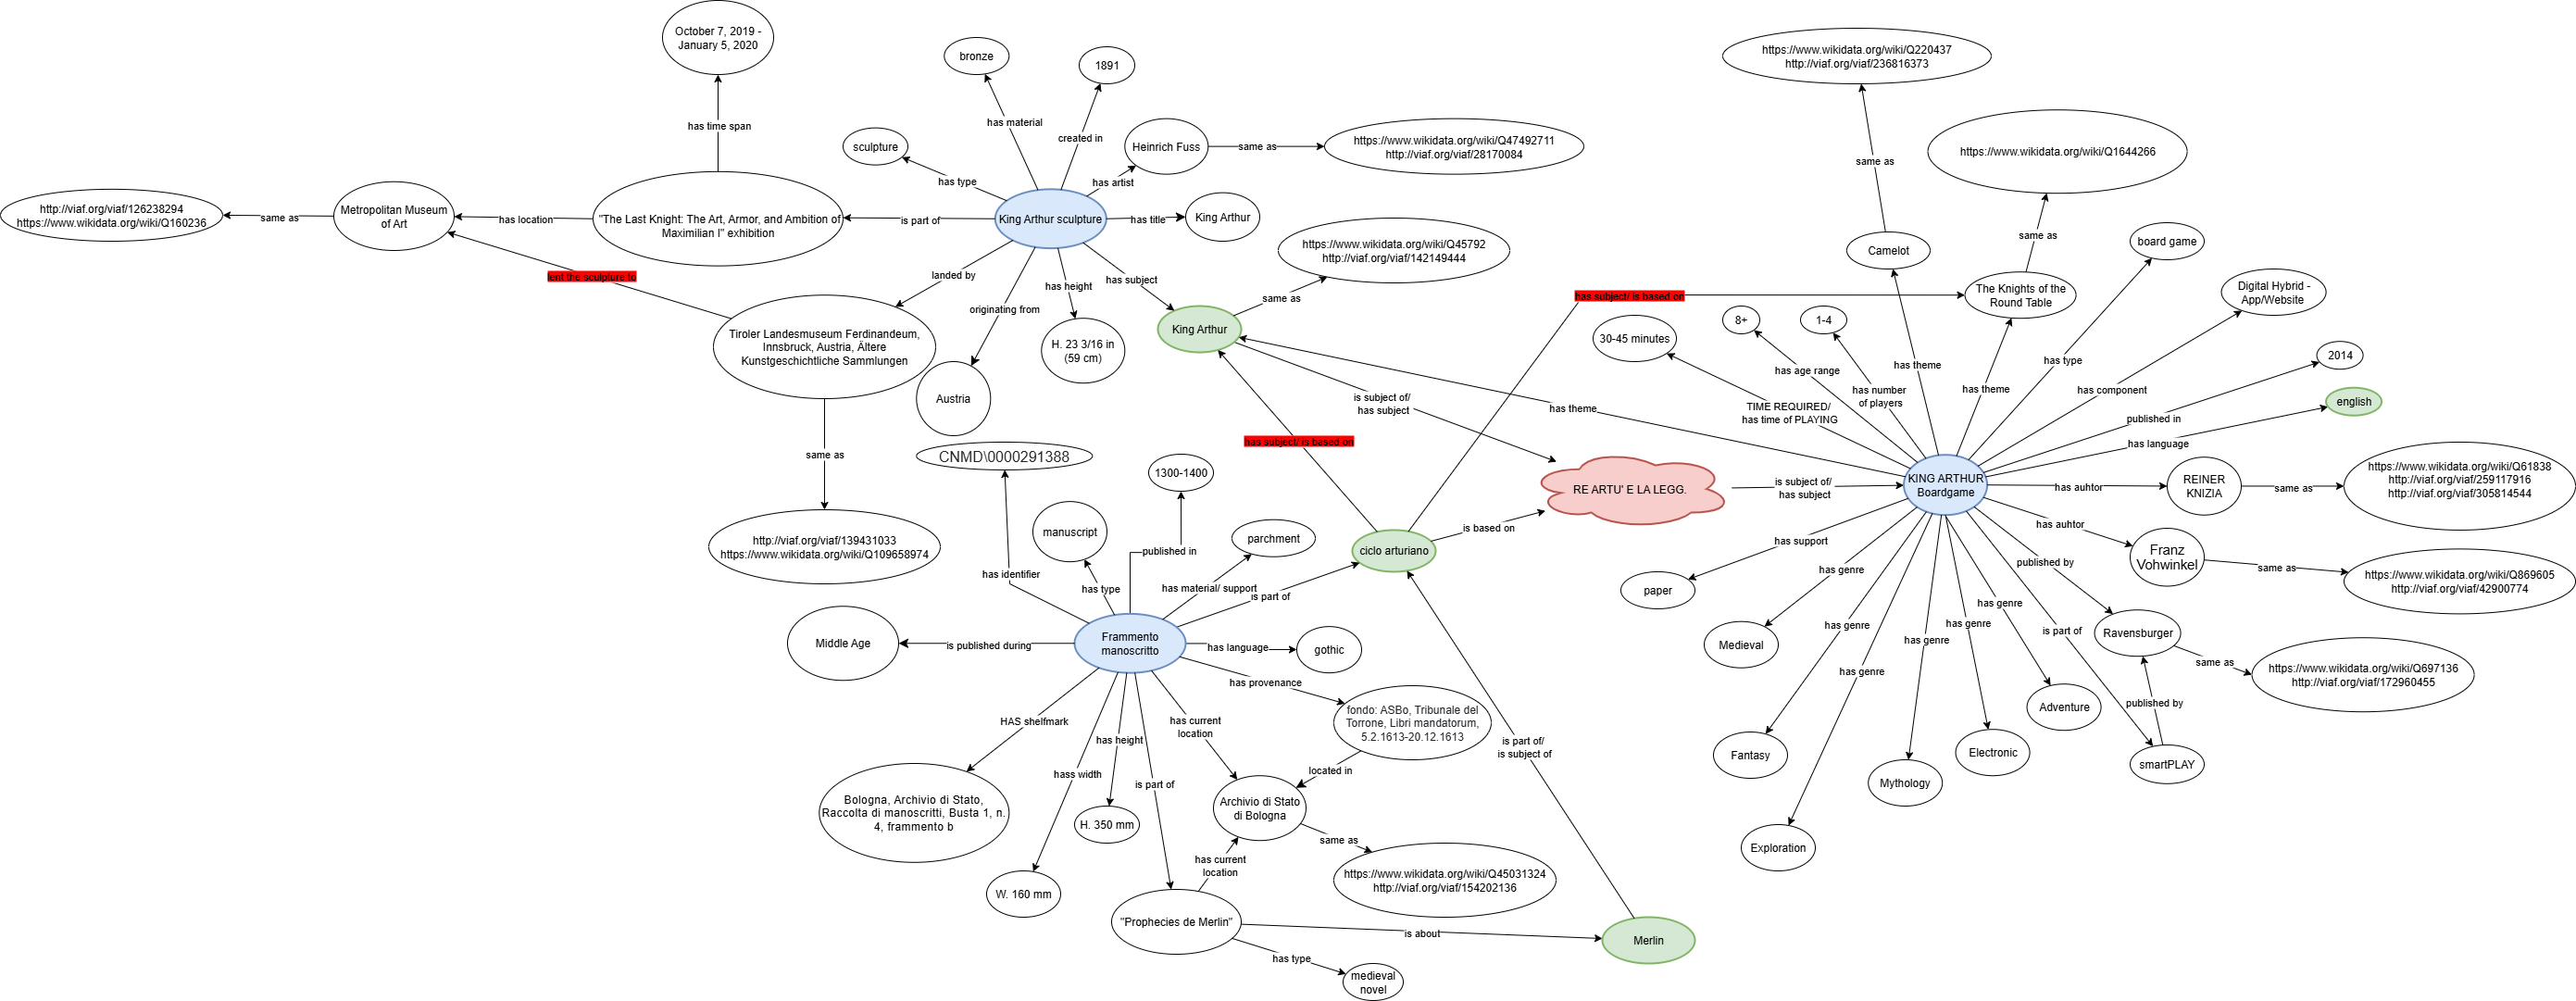 October 7, 2019 -
January 5, 2020
has time span
bronze
has material
1891
created in
sculpture
has type
Heinrich Fuss
has artist
same as
https://www.wikidata.org/wiki/Q47492711
http://viaf.org/viaf/28170084
http://viaf.org/viaf/126238294
https://www.wikidata.org/wiki/Q160236
same as
Metropolitan Museum
of Art
has location
"The Last Knight: The Art, Armor, and Ambition of
Maximilian I" exhibition
is part of
King Arthur sculpture
has title
King Arthur
lent the sculpture to
landed by
originating from
has height
has subject
Tiroler Landesmuseum Ferdinandeum,
Innsbruck, Austria, Ältere
Kunstgeschichtliche Sammlungen
Austria
H. 23 3/16 in
(59 cm)
same as
http://viaf.org/viaf/139431033
https://www.wikidata.org/wiki/Q109658974
King Arthur
same as
https://www.wikidata.org/wiki/Q45792
http://viaf.org/viaf/142149444
is subject of/
has subject
has subject/ is based on
has subject/ is based on
has theme
RE ARTU' E LA LEGG.
is subject of/
has subject
ciclo arturiano
is based on
https://www.wikidata.org/wiki/Q220437
http://viaf.org/viaf/236816373
same as
Camelot
has theme
https://www.wikidata.org/wiki/Q1644266
same as
The Knights of the
Round Table
has theme
board game
has type
Digital Hybrid -
App/Website
has component
2014
published in
english
has language
30-45 minutes
TIME REQUIRED/
has time of PLAYING
8+
has age range
1-4
has number
of players
KING ARTHUR
Boardgame
has auhtor
REINER
KNIZIA
same as
https://www.wikidata.org/wiki/Q61838
http://viaf.org/viaf/259117916
http://viaf.org/viaf/305814544
has auhtor
Franz
Vohwinkel
same as
https://www.wikidata.org/wiki/Q869605
http://viaf.org/viaf/42900774
published by
Ravensburger
same as
https://www.wikidata.org/wiki/Q697136
http://viaf.org/viaf/172960455
is part of
published by
smartPLAY
has support
paper
has genre
Medieval
has genre
Fantasy
has genre
Exploration
has genre
Mythology
has genre
Electronic
has genre
Adventure
CNMD\0000291388
has identifier
manuscript
has type
1300-1400
published in
parchment
has material/ support
is part of
Middle Age
is published during
Frammento
manoscritto
has language
gothic
has provenance
fondo: ASBo, Tribunale del
Torrone, Libri mandatorum,
5.2.1613-20.12.1613
located in
HAS shelfmark
Bologna, Archivio di Stato,
Raccolta di manoscritti, Busta 1, n.
4, frammento b
hass width
W. 160 mm
has height
H. 350 mm
is part of
has current
location
Archivio di Stato
di Bologna
same as
https://www.wikidata.org/wiki/Q45031324
http://viaf.org/viaf/154202136
has current
location
"Prophecies de Merlin"
is about
Merlin
is part of/
is subject of
has type
medieval
novel